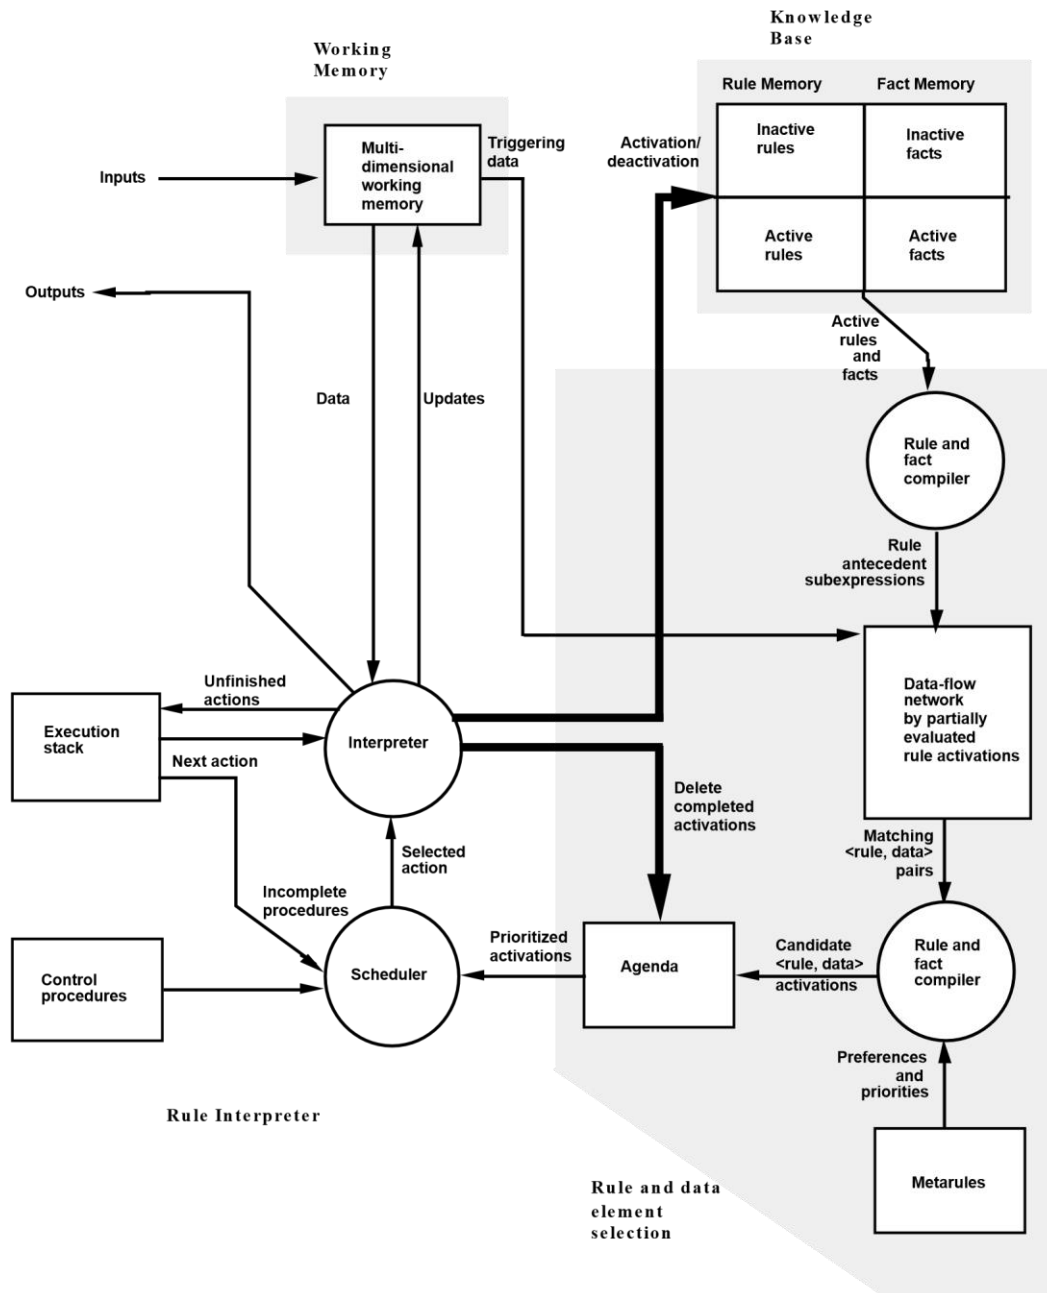 Knowledge
Base
Working
Memory
Rule Memory
Fact Memory
Multi-
dimensional
working
memory
Triggering
data
Activation/
deactivation
Inactive
rules
Inactive
facts
Inputs
Active
rules
Active
facts
Outputs
Active
rules
and
facts
Data
Updates
Rule and
fact
compiler
Rule
antecedent
subexpressions
Unfinished
actions
Execution
stack
Next action
Interpreter
Data-flow
network
by partially
evaluated
rule activations
Delete
completed
activations
Selected
action
Matching
<rule, data>
pairs
Incomplete
procedures
Prioritized
activations
Candidate
<rule, data>
activations
Rule and
fact
compiler
Control
procedures
Scheduler
Agenda
Preferences
and
priorities
Rule Interpreter
Metarules
Rule and data
element
selection